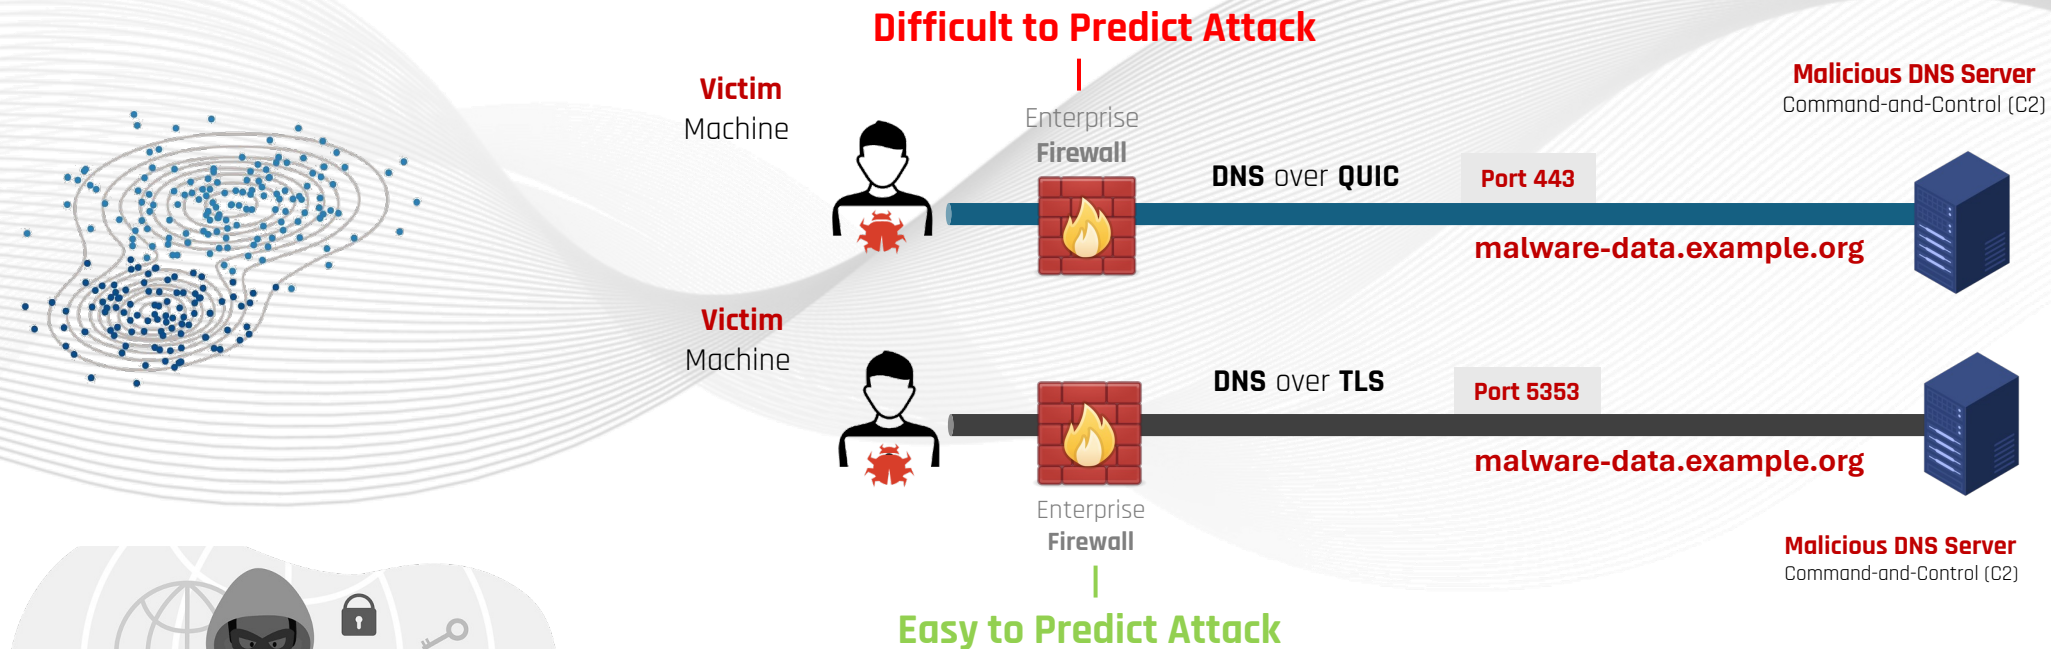 Difficult to Predict Attack
Victim
Machine
Enterprise
Firewall
DNS over QUIC
Port 443
malware-data.example.org
Malicious DNS Server
Command-and-Control (C2)
Victim
Machine
DNS over TLS
Port 5353
malware-data.example.org
Enterprise
Firewall
Malicious DNS Server
Command-and-Control (C2)
Easy to Predict Attack